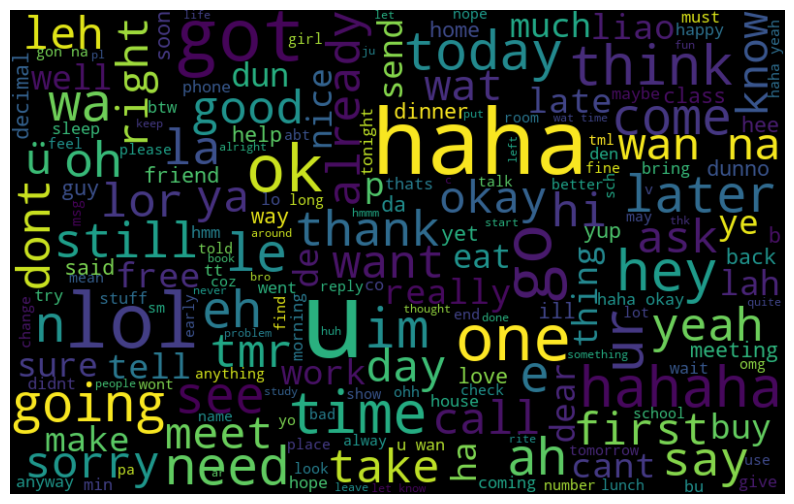 life
let
nope
must
leh
soon
got
girl
send
much
liao
home
happy
fun
know
haha yeah
gon na
pl
ju
today
think
decimal
well
right
phone
dun
wat
late
maybe
class
wa
btw
good
nice
already
dinner
put
room
wat time
come
hee
keep
sleep
feel
help
abt
tonight
haha
left
tml
den
wan na
ü
oh
please
alright
la
ok
fine
bring
dunno
friend
p
thats
talk
better
sch
v
guy
lo
long
da
okay
hi
may
thk
b
later
dont
msg
lor
ya
way
thank
start
ask
ye
hmm
around
hmmm
still
told
le
yet
go
yup
back
said
book
bro
de
want
eat
hey
lah
free
tt
coz
went
really
thing
mean
never
reply
co
ill
haha okay
quite
try
stuff
sm
early
find
morning
end
done
lot
omg
change
n
lol
eh
problem
huh
u
im
thought
one
ur
yeah
tmr
something
meeting
sure
tell
anything
work
day
love
e
check
wait
didnt
people
wont
study
show
ohh
house
dear
hahaha
school
going
see
name
yo
bad
time
call
rite
first
buy
make
meet
place
alway
u wan
ha
tomorrow
use
sorry
need
look
take
coming
ah
cant
say
anyway
min
pa
ar
hope
leave
let know
number
lunch
bu
give